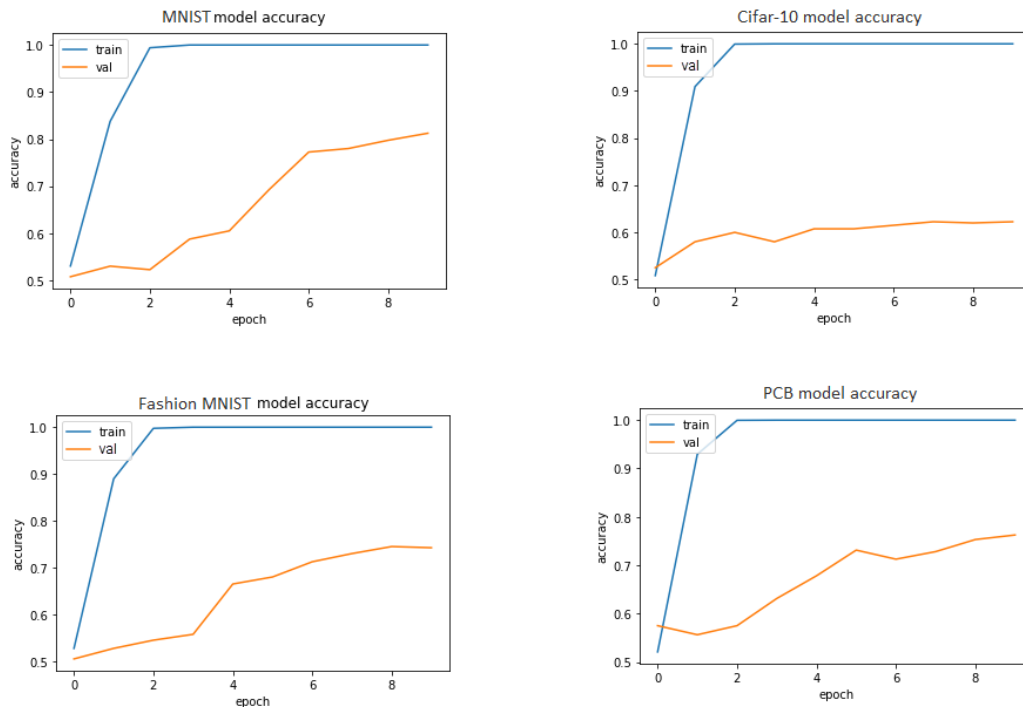 MNIST model accuracy
1.0
0.9
0.8
0.7
0.6
0.5
accuracy
train
val
0 2 4 6 8
epoch
Cifar-10 model accuracy
1.0
0.9
0.8
0.7
0.6
0.5
accuracy
train
val
0 2 4 6 8
epoch
Fashion MNIST model accuracy
1.0
0.9
0.8
0.7
0.6
0.5
accuracy
train
val
0 2 4 6 8
epoch
PCB model accuracy
1.0
0.9
0.8
0.7
0.6
0.5
accuracy
train
val
0 2 4 6 8
epoch